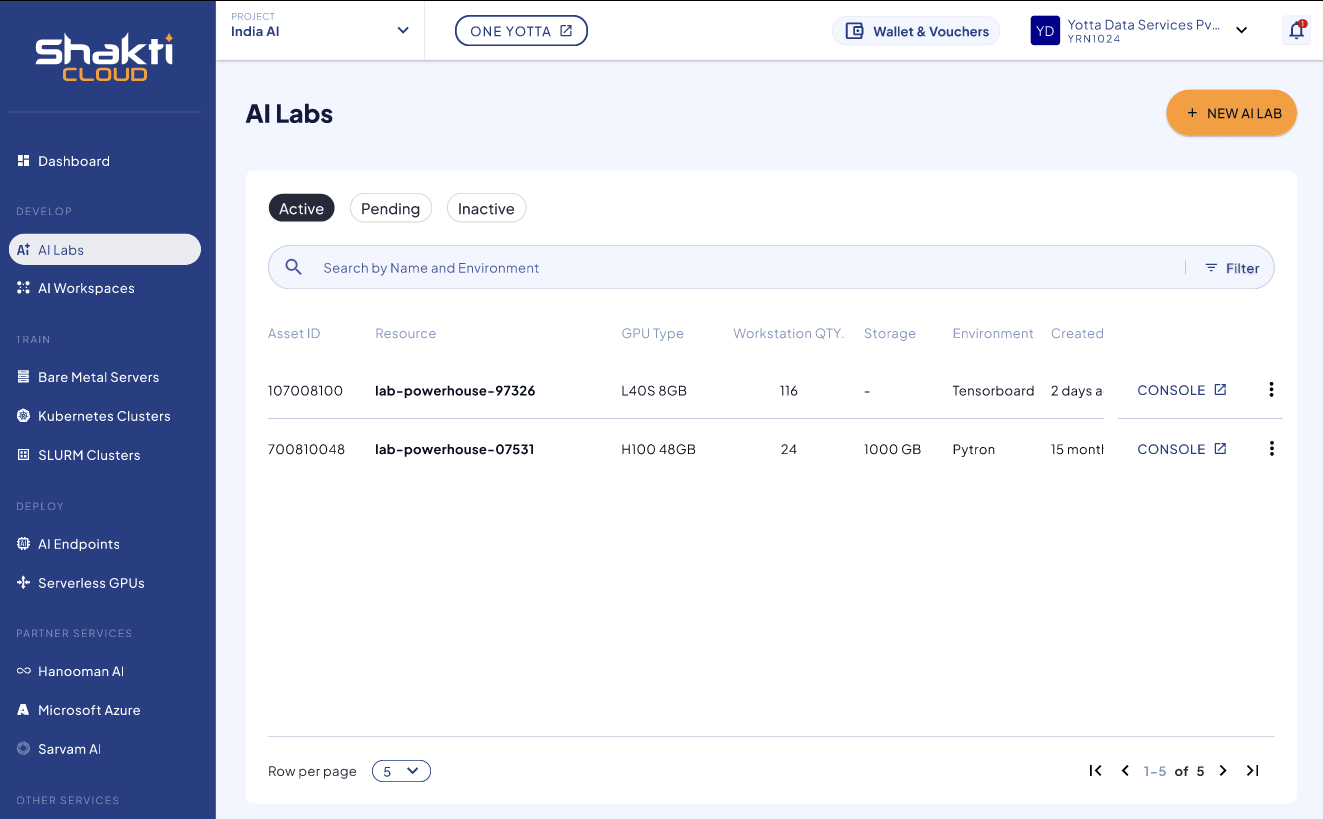 Shakti
CLOUD
PROJECT
India AI
ONE YOTTA
Wallet & Vouchers
YD
Yotta Data Services Pv...
YRN1024
1
Dashboard
DEVELOP
AI Labs
AI Workspaces
TRAIN
Bare Metal Servers
Kubernetes Clusters
SLURM Clusters
DEPLOY
AI Endpoints
Serverless GPUs
PARTNER SERVICES
Hanooman AI
Microsoft Azure
Sarvam AI
OTHER SERVICES
AI Labs
+ NEW AI LAB
Active Pending Inactive
Search by Name and Environment
Filter
Asset ID Resource GPU Type Workstation QTY. Storage Environment Created
107008100 lab-powerhouse-97326 L40S 8GB 116 - Tensorboard 2 days a CONSOLE
700810048 lab-powerhouse-07531 H100 48GB 24 1000 GB Pytron 15 mont CONSOLE
Row per page 5
1-5 of 5